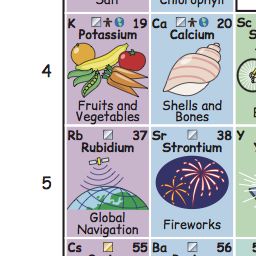 Salt
Chlorophyll
K 19
Potassium
Fruits and
Vegetables
Ca 20
Calcium
Shells and
Bones
Sc
S
4
Rb 37
Rubidium
Global
Navigation
Sr 38
Strontium
Fireworks
Y
5
Cs 55
Ba 56